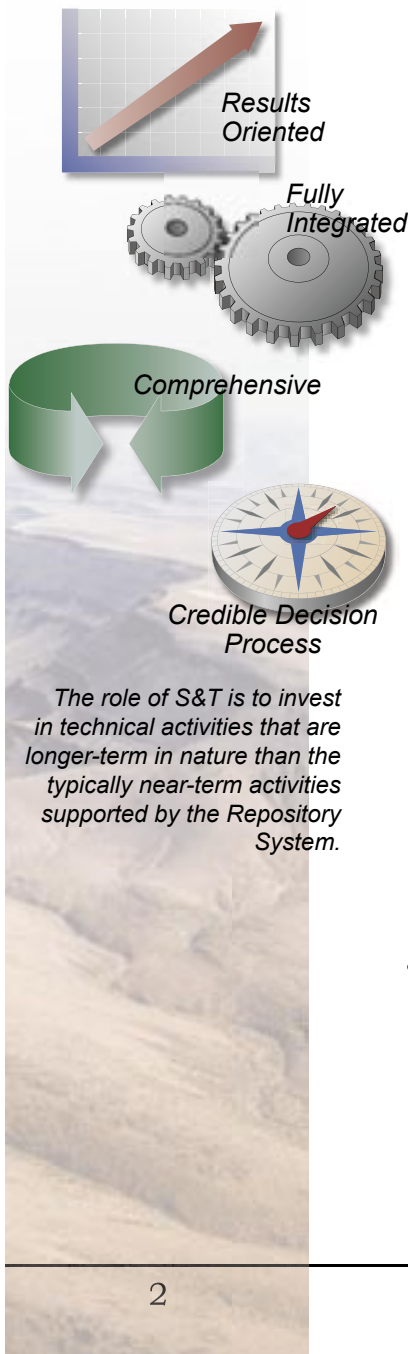 Results
Oriented
Fully
Integrated
Comprehensive
Credible Decision
Process
The role of S&T is to invest
in technical activities that are
longer-term in nature than the
typically near-term activities
supported by the Repository
System.
2